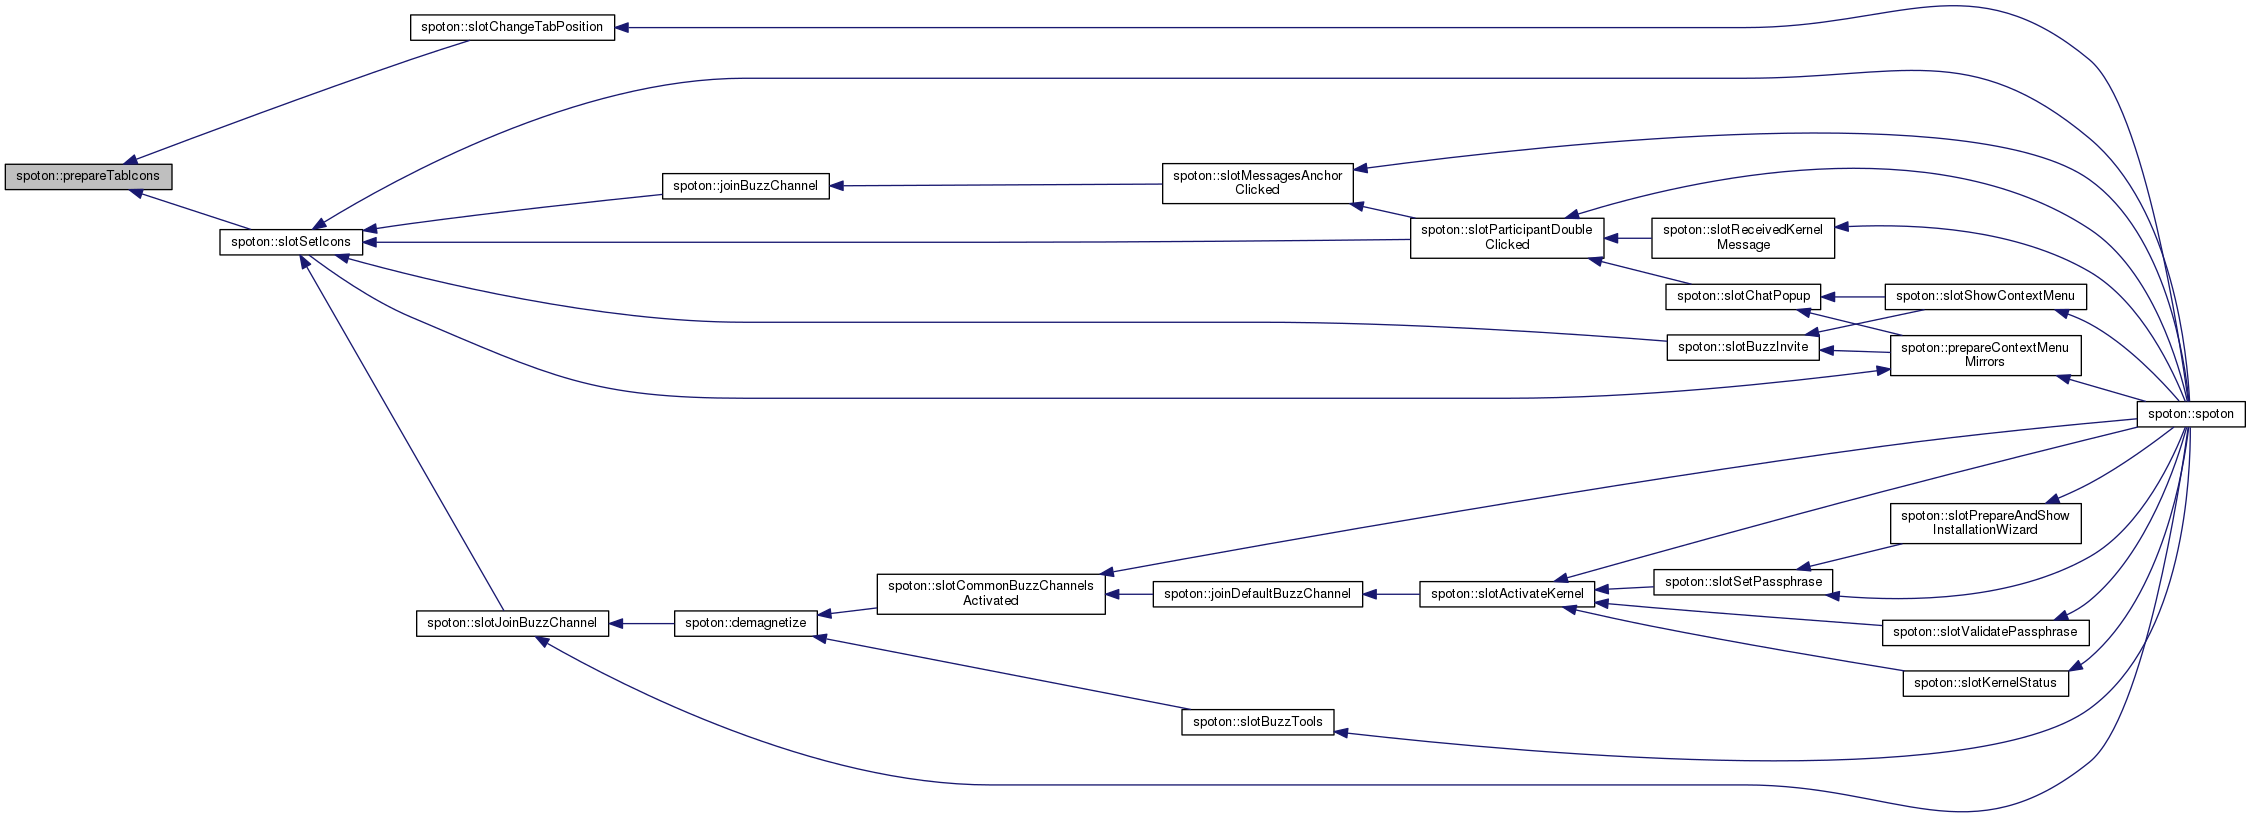 spoton::slotChangeTabPosition
spoton::prepareTabIcons
spoton::slotSetIcons
spoton::joinBuzzChannel
spoton::slotMessagesAnchor
Clicked
spoton::slotParticipantDouble
Clicked
spoton::slotReceivedKernel
Message
spoton::slotChatPopup
spoton::slotShowContextMenu
spoton::slotBuzzInvite
spoton::prepareContextMenu
Mirrors
spoton::spoton
spoton::slotPrepareAndShow
InstallationWizard
spoton::slotCommonBuzzChannels
Activated
spoton::joinDefaultBuzzChannel
spoton::slotActivateKernel
spoton::slotSetPassphrase
spoton::slotJoinBuzzChannel
spoton::demagnetize
spoton::slotValidatePassphrase
spoton::slotKernelStatus
spoton::slotBuzzTools